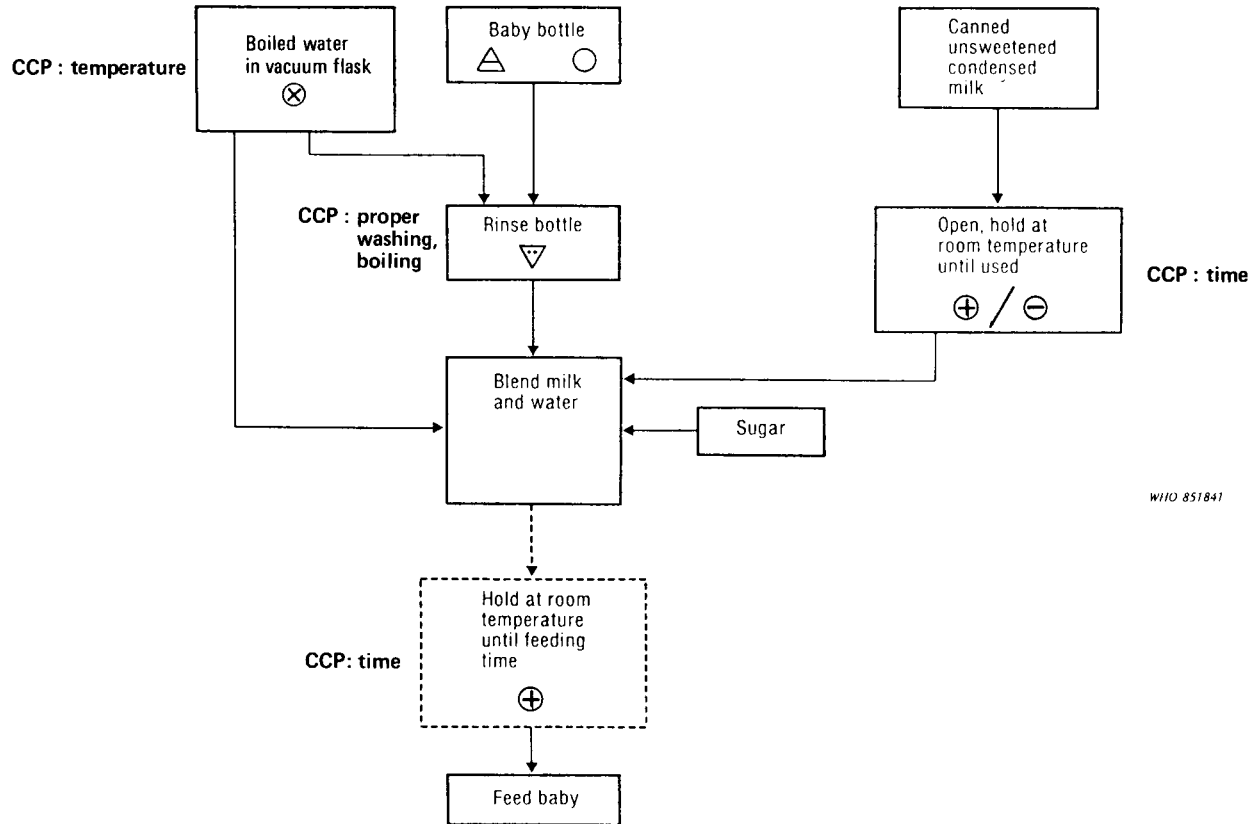 Boiled water
in vacuum flask
CCP : temperature
Baby bottle
Canned
unsweetened
condensed
milk
CCP : proper
washing,
boiling
Rinse bottle
Open, hold at
room temperature
until used
CCP : time
Blend milk
and water
Sugar
WHO 851841
Hold at room
temperature
until feeding
time
CCP: time
Feed baby